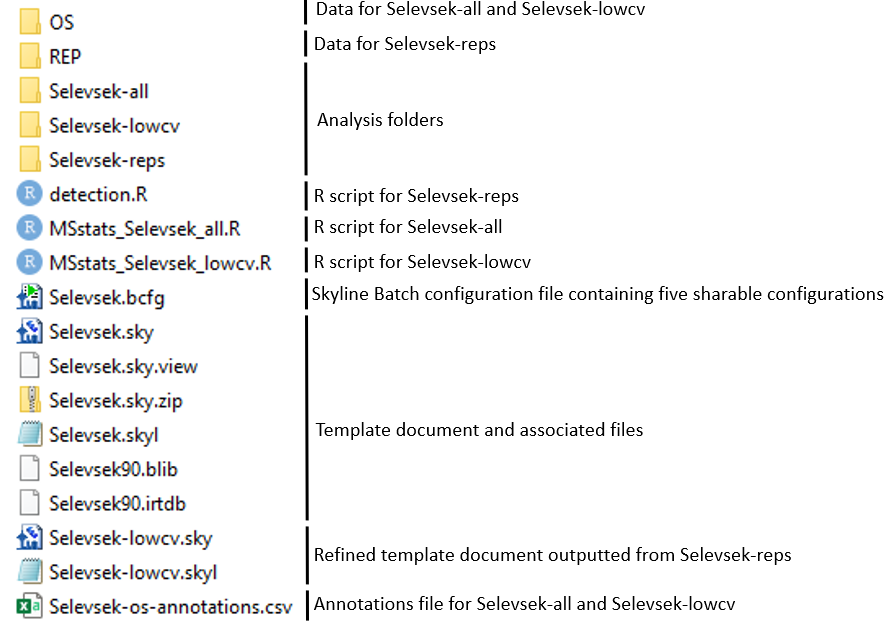 OS
Data for Selevsek-all and Selevsek-lowcv
REP
Data for Selevsek-reps
Selevsek-all
Selevsek-lowcv
Selevsek-reps
Analysis folders
detection.R
R script for Selevsek-reps
MSstats_Selevsek_all.R
R script for Selevsek-all
MSstats_Selevsek_lowcv.R
R script for Selevsek-lowcv
Selevsek.bcfg
Skyline Batch configuration file containing five sharable configurations
Selevsek.sky
Selevsek.sky.view
Selevsek.sky.zip
Selevsek.skyl
Selevsek90.blib
Selevsek90.irtdb
Template document and associated files
Selevsek-lowcv.sky
Selevsek-lowcv.skyl
Refined template document outputted from Selevsek-reps
Selevsek-os-annotations.csv
Annotations file for Selevsek-all and Selevsek-lowcv